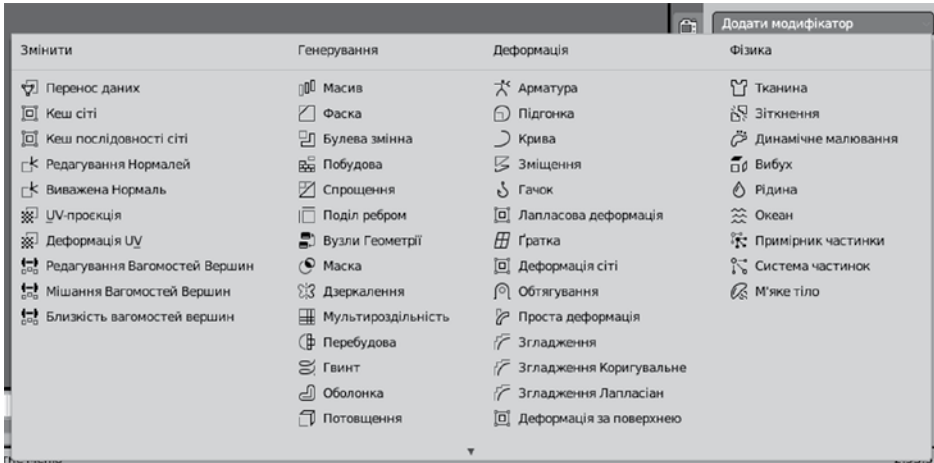 Додати модифікатор
Змінити
Перенос даних
Кеш сіті
Кеш послідовності сіті
Редагування Нормалей
Виважена Нормаль
UV-проєкція
Деформація UV
Редагування Вагомостей Вершин
Мішання Вагомостей Вершин
Близкість вагомостей вершин
Генерування
Масив
Фаска
Булева змінна
Побудова
Спрощення
Поділ ребром
Вузли Геометрії
Маска
Дзеркалення
Мультироздільність
Перебудова
Гвинт
Оболонка
Потовщення
Деформація
Арматура
Підгонка
Крива
Зміщення
Гачок
Лапласова деформація
Ґратка
Деформація сіті
Обтягування
Проста деформація
Згладження
Згладження Коригувальне
Згладження Лапласіан
Деформація за поверхнею
Фізика
Тканина
Зіткнення
Динамічне малювання
Вибух
Рідина
Океан
Примірник частинки
Система частинок
М'яке тіло